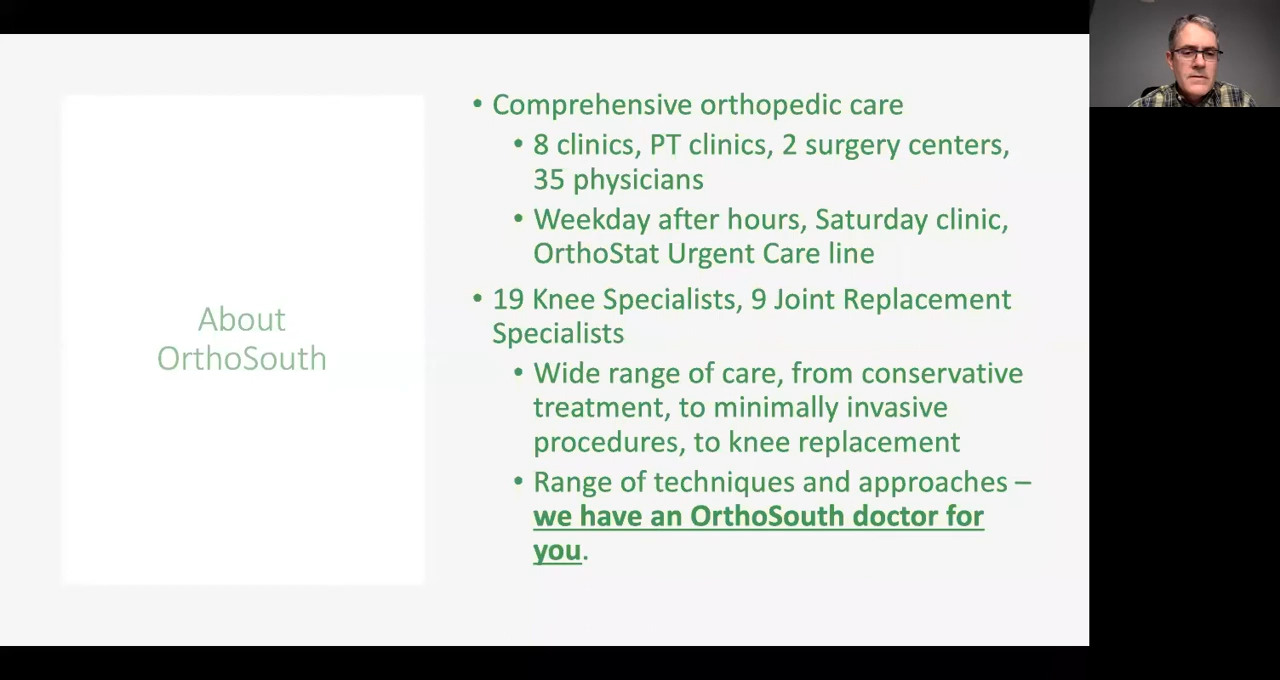 About
OrthoSouth
• Comprehensive orthopedic care
• 8 clinics, PT clinics, 2 surgery centers,
35 physicians
• Weekday after hours, Saturday clinic,
OrthoStat Urgent Care line
• 19 Knee Specialists, 9 Joint Replacement
Specialists
• Wide range of care, from conservative
treatment, to minimally invasive
procedures, to knee replacement
• Range of techniques and approaches –
we have an OrthoSouth doctor for
you.